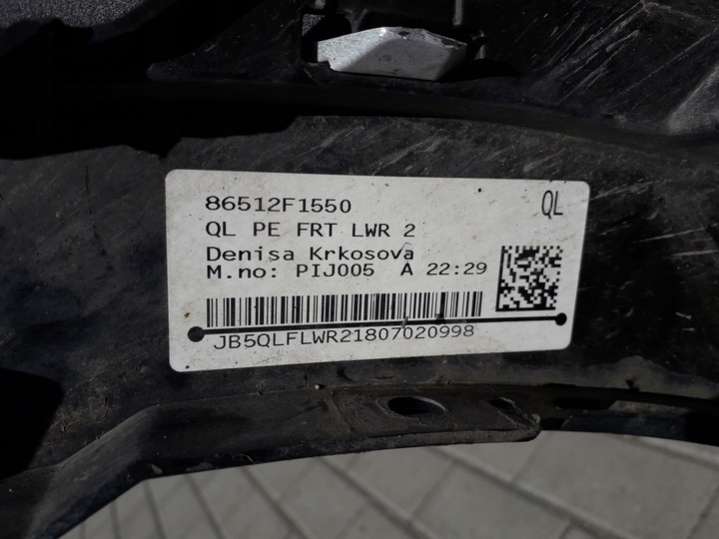 86512F1550 QL
QL PE FRT LWR 2
Denisa Krkosova
M.no: PIJ005 A 22:29
JB5QLFLWR21807020998